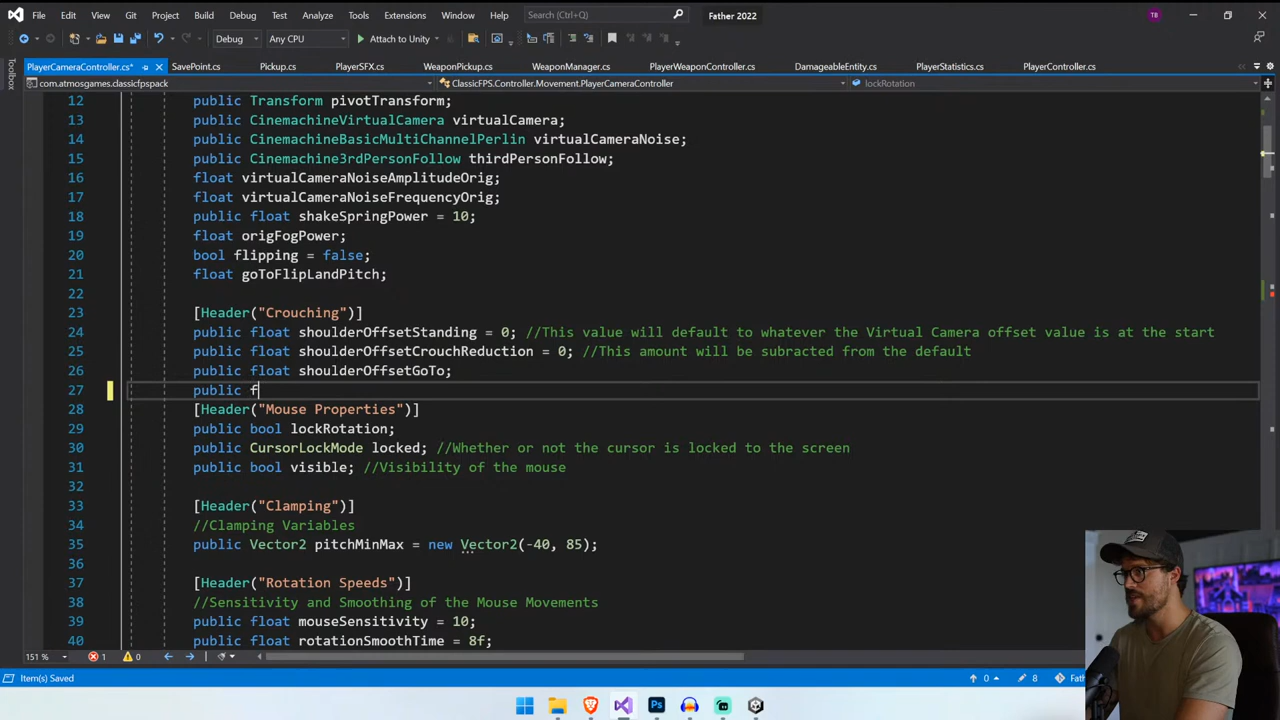 File Edit View Git Project Build Debug Test Analyze Tools Extensions Window Help Search (Ctrl+Q) Father 2022 TB
Debug Any CPU Attach to Unity
PlayerCameraController.cs* SavePoint.cs Pickup.cs PlayerSFX.cs WeaponPickup.cs WeaponManager.cs PlayerWeaponController.cs DamageableEntity.cs PlayerStatistics.cs PlayerController.cs
Toolbox
com.atmosgames.classicfpspack ClassicFPS.Controller.Movement.PlayerCameraController lockRotation
12 public Transform pivotTransform;
13 public CinemachineVirtualCamera virtualCamera;
14 public CinemachineBasicMultiChannelPerlin virtualCameraNoise;
15 public Cinemachine3rdPersonFollow thirdPersonFollow;
16 float virtualCameraNoiseAmplitudeOrig;
17 float virtualCameraNoiseFrequencyOrig;
18 public float shakeSpringPower = 10;
19 float origFogPower;
20 bool flipping = false;
21 float goToFlipLandPitch;
22
23 [Header("Crouching")]
24 public float shoulderOffsetStanding = 0; //This value will default to whatever the Virtual Camera offset value is at the start
25 public float shoulderOffsetCrouchReduction = 0; //This amount will be subracted from the default
26 public float shoulderOffsetGoTo;
27 public f
28 [Header("Mouse Properties")]
29 public bool lockRotation;
30 public CursorLockMode locked; //Whether or not the cursor is locked to the screen
31 public bool visible; //Visibility of the mouse
32
33 [Header("Clamping")]
34 //Clamping Variables
35 public Vector2 pitchMinMax = new Vector2(-40, 85);
36
37 [Header("Rotation Speeds")]
38 //Sensitivity and Smoothing of the Mouse Movements
39 public float mouseSensitivity = 10;
40 public float rotationSmoothTime = 8f;
151 % 1 0
Item(s) Saved 0 8 Fath
Ps